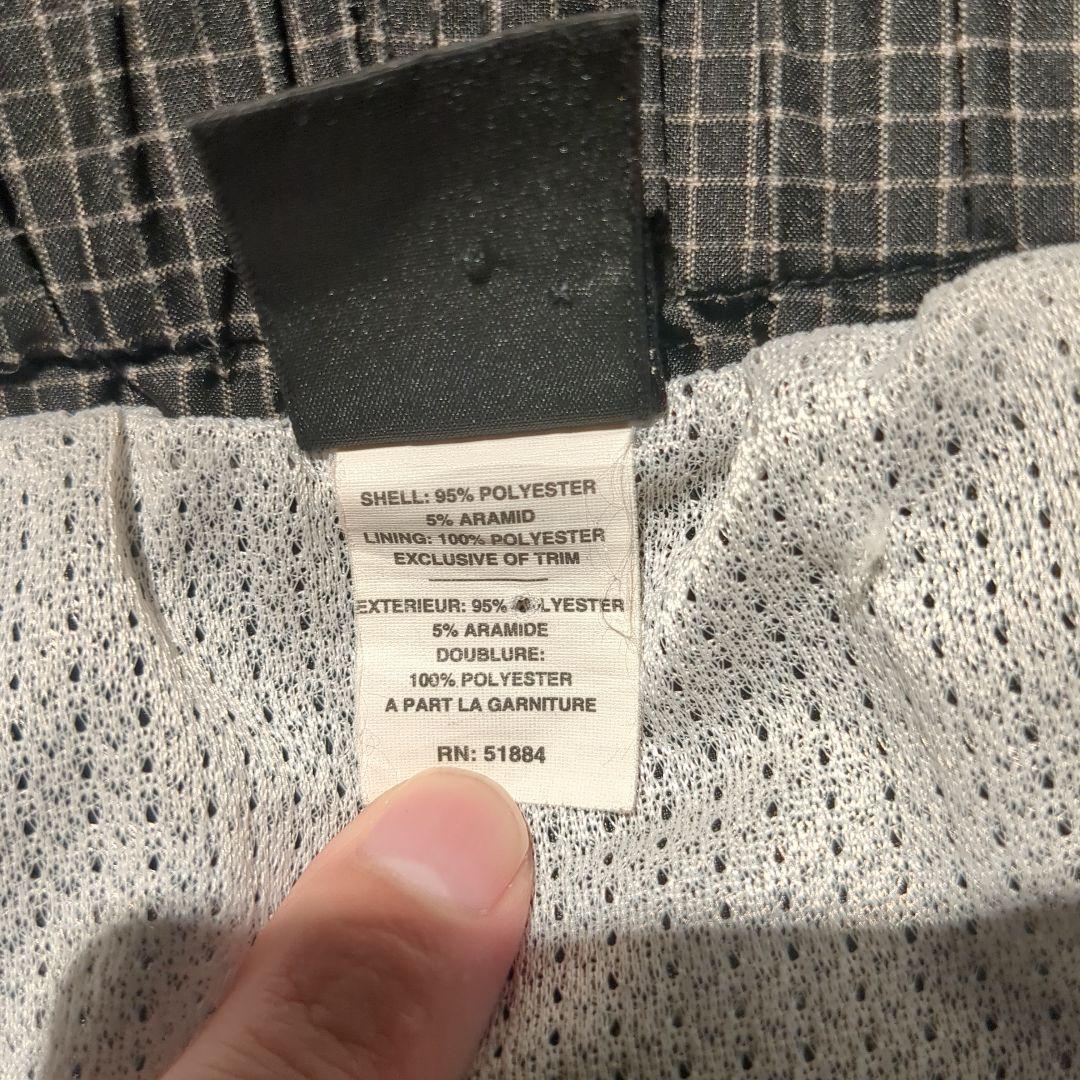 SHELL: 95% POLYESTER
5% ARAMID
LINING: 100% POLYESTER
EXCLUSIVE OF TRIM
EXTERIEUR: 95% LYESTER
5% ARAMIDE
DOUBLURE:
100% POLYESTER
A PART LA GARNITURE
RN: 51884